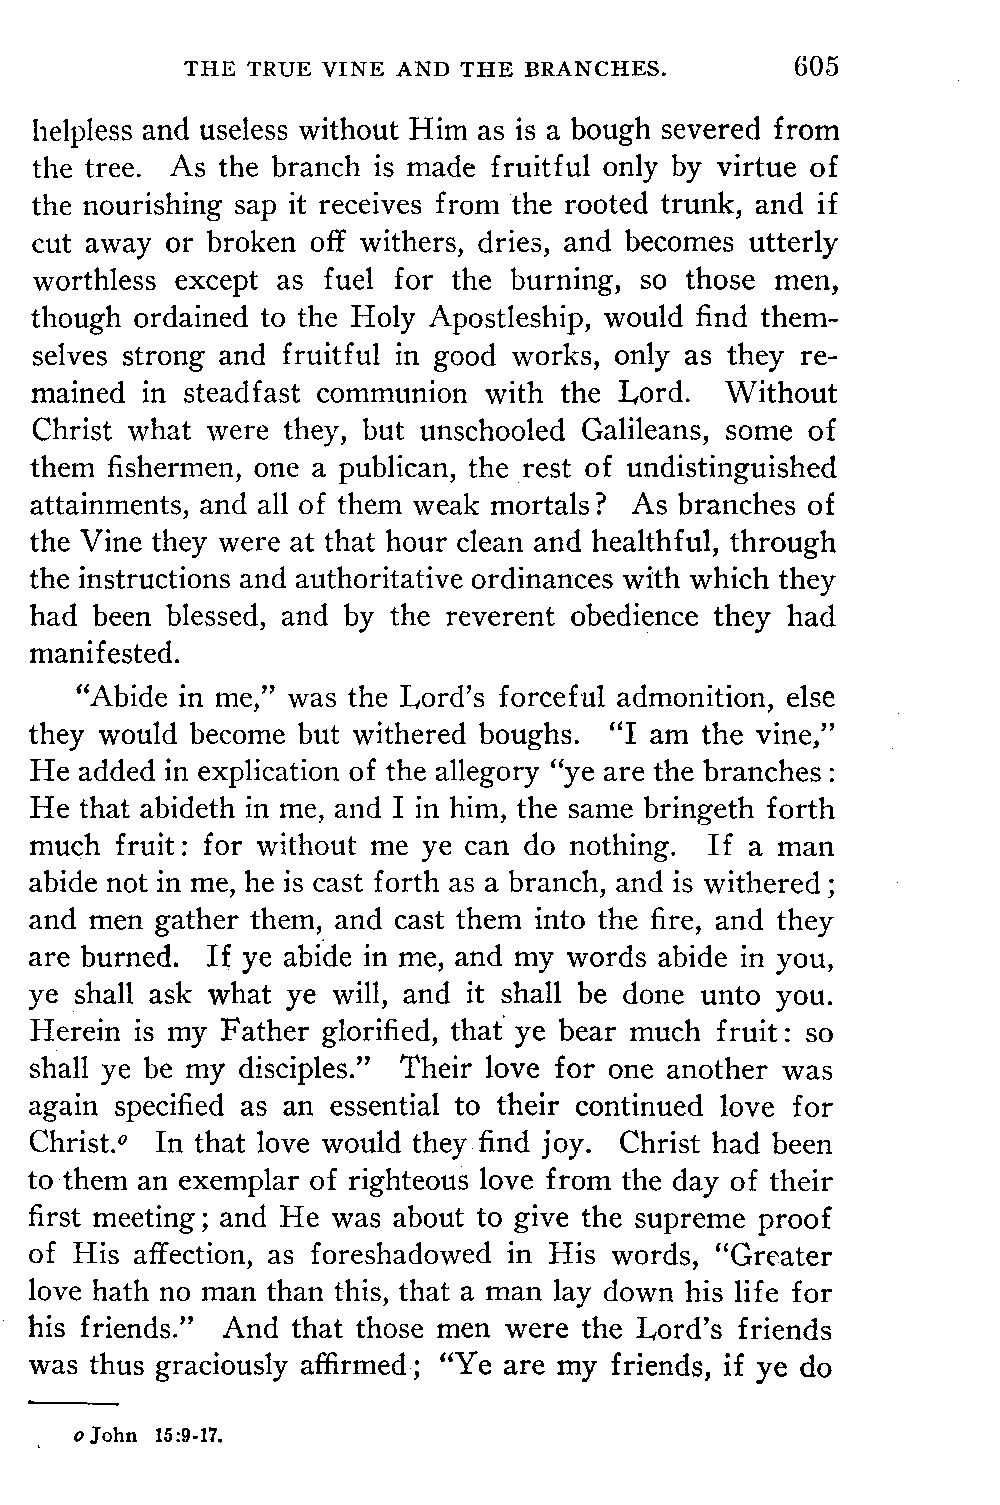 THE TRUE VINE AND THE BRANCHES. 605
helpless and useless without Him as is a bough severed from
the tree. As the branch is made fruitful only by virtue of
the nourishing sap it receives from the rooted trunk, and if
cut away or broken off withers, dries, and becomes utterly
worthless except as fuel for the burning, so those men,
though ordained to the Holy Apostleship, would find them-
selves strong and fruitful in good works, only as they re-
mained in steadfast communion with the Lord. Without
Christ what were they, but unschooled Galileans, some of
them fishermen, one a publican, the rest of undistinguished
attainments, and all of them weak mortals? As branches of
the Vine they were at that hour clean and healthful, through
the instructions and authoritative ordinances with which they
had been blessed, and by the reverent obedience they had
manifested.
“Abide in me,” was the Lord’s forceful admonition, else
they would become but withered boughs. “I am the vine,”
He added in explication of the allegory “ye are the branches:
He that abideth in me, and I in him, the same bringeth forth
much fruit: for without me ye can do nothing. If a man
abide not in me, he is cast forth as a branch, and is withered;
and men gather them, and cast them into the fire, and they
are burned. If ye abide in me, and my words abide in you,
ye shall ask what ye will, and it shall be done unto you.
Herein is my Father glorified, that ye bear much fruit: so
shall ye be my disciples.” Their love for one another was
again specified as an essential to their continued love for
Christ.o In that love would they find joy. Christ had been
to them an exemplar of righteous love from the day of their
first meeting; and He was about to give the supreme proof
of His affection, as foreshadowed in His words, “Greater
love hath no man than this, that a man lay down his life for
his friends.” And that those men were the Lord’s friends
was thus graciously affirmed; “Ye are my friends, if ye do
o John 15:9-17.